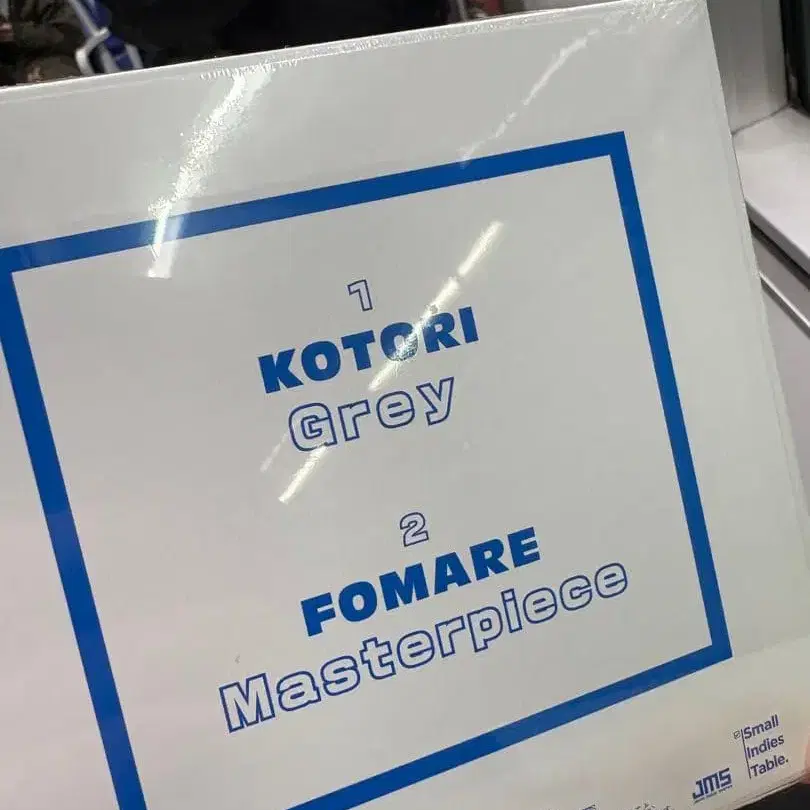 1
KOTORI
Grey
2
FOMARE
Masterpiece
JMS
Small
Indies
Table.